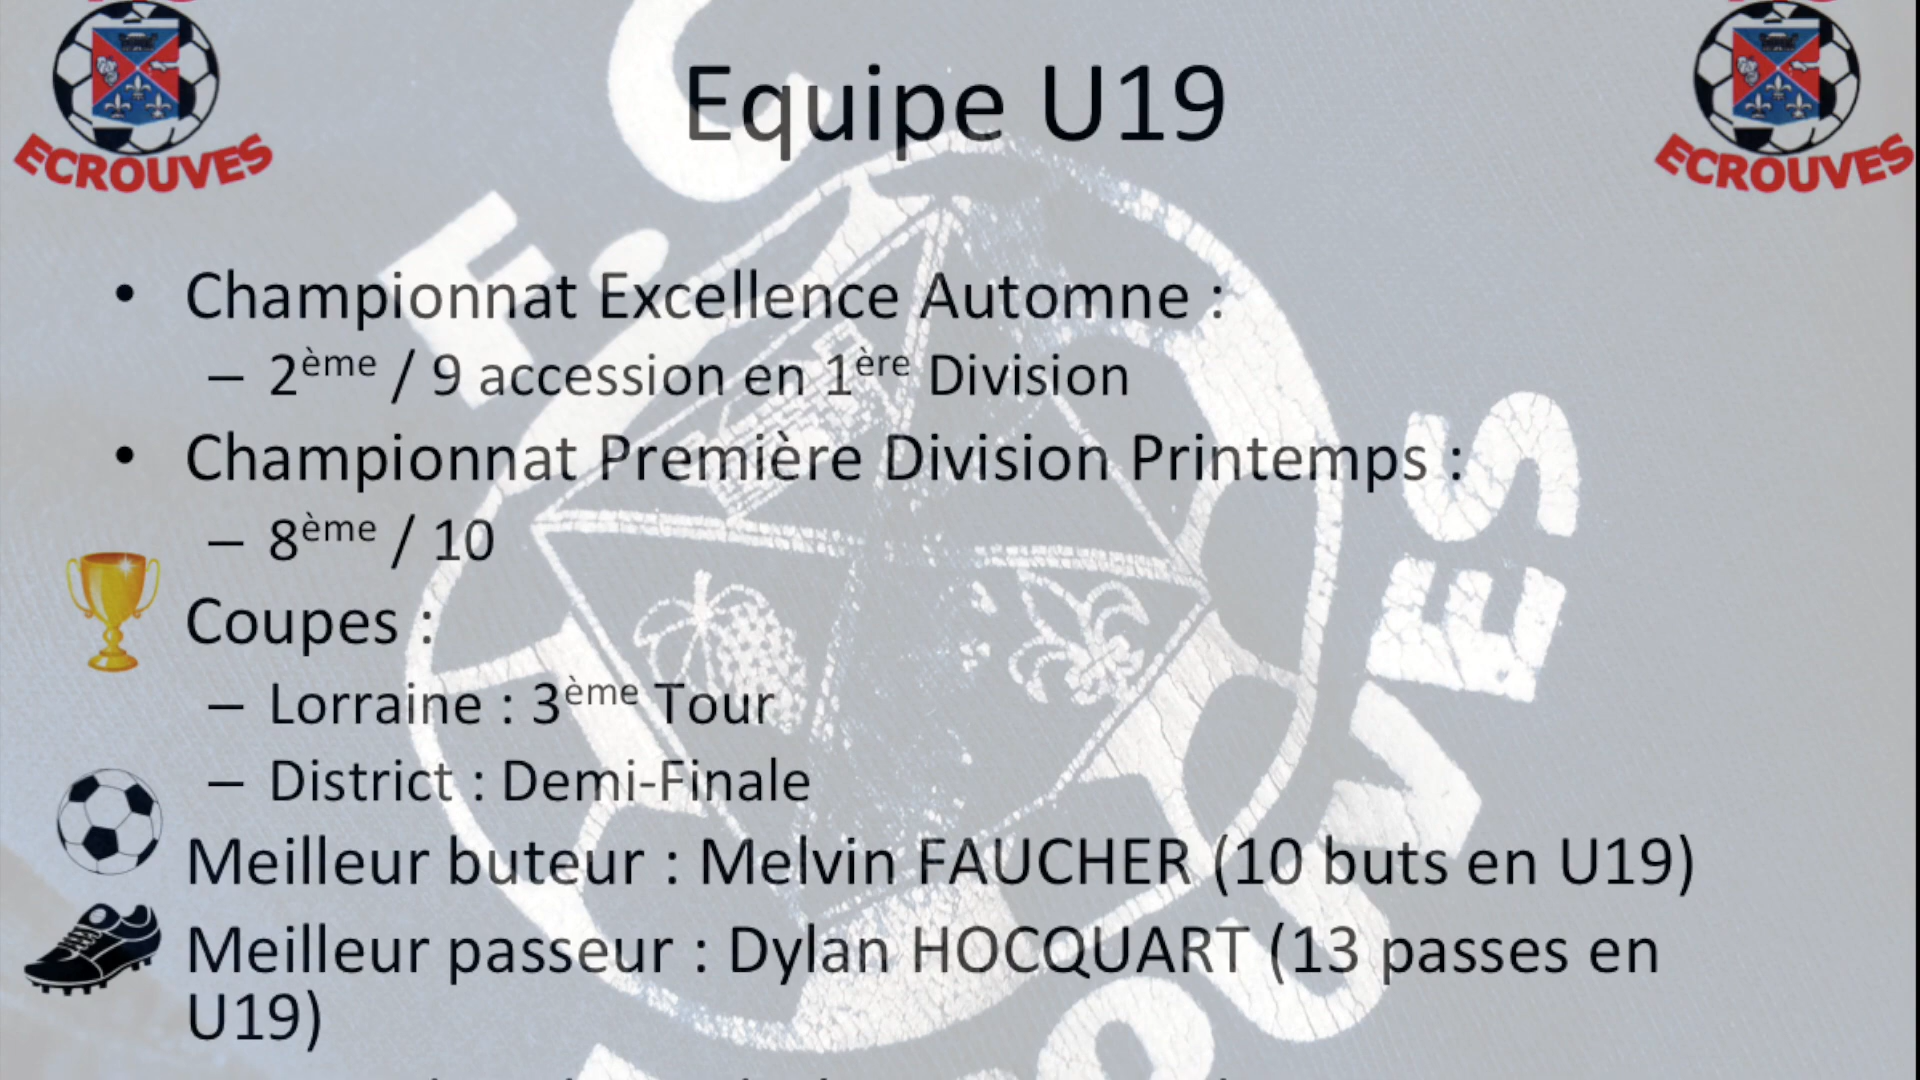 ECROUVES
ECROUVES
Equipe U19
F.C
ECROUVES
• Championnat Excellence Automne :
– 2ème / 9 accession en 1ère Division
• Championnat Première Division Printemps :
– 8ème / 10
Coupes :
– Lorraine : 3ème Tour
– District : Demi-Finale
Meilleur buteur : Melvin FAUCHER (10 buts en U19)
Meilleur passeur : Dylan HOCQUART (13 passes en
U19)